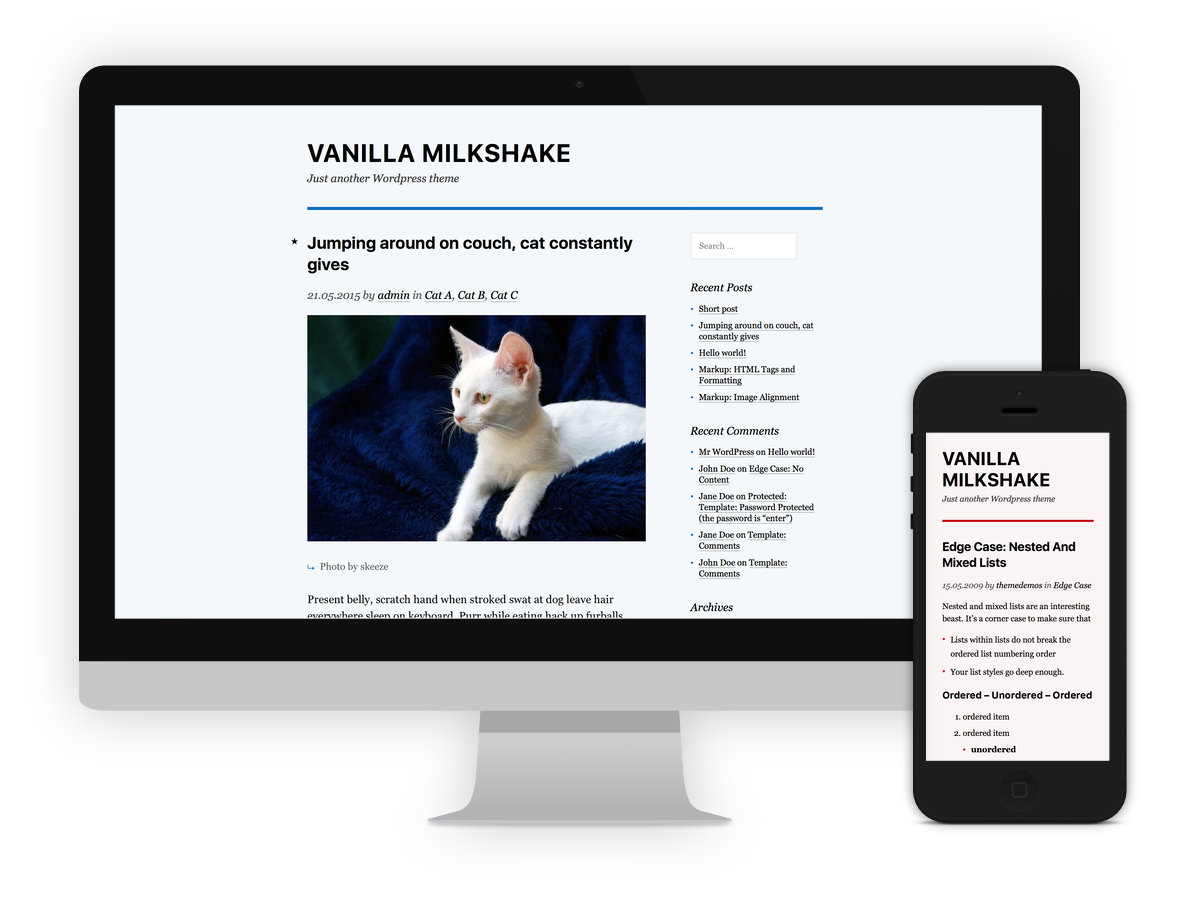 VANILLA MILKSHAKE
Just another Wordpress theme
Jumping around on couch, cat constantly
gives
21.05.2015 by admin in Cat A, Cat B, Cat C
Photo by skeeze
Present belly, scratch hand when stroked swat at dog leave hair
everywhere sleep on keyboard. Purr while eating hack up furballs
Search ...
Recent Posts
Short post
Jumping around on couch, cat
constantly gives
Hello world!
Markup: HTML Tags and
Formatting
Markup: Image Alignment
Recent Comments
Mr WordPress on Hello world!
John Doe on Edge Case: No
Content
Jane Doe on Protected:
Template: Password Protected
(the password is “enter”)
Jane Doe on Template:
Comments
John Doe on Template:
Comments
Archives
VANILLA
MILKSHAKE
Just another Wordpress theme
Edge Case: Nested And
Mixed Lists
15.05.2009 by themedemos in Edge Case
Nested and mixed lists are an interesting
beast. It’s a corner case to make sure that
Lists within lists do not break the
ordered list numbering order
Your list styles go deep enough.
Ordered – Unordered – Ordered
1. ordered item
2. ordered item
unordered